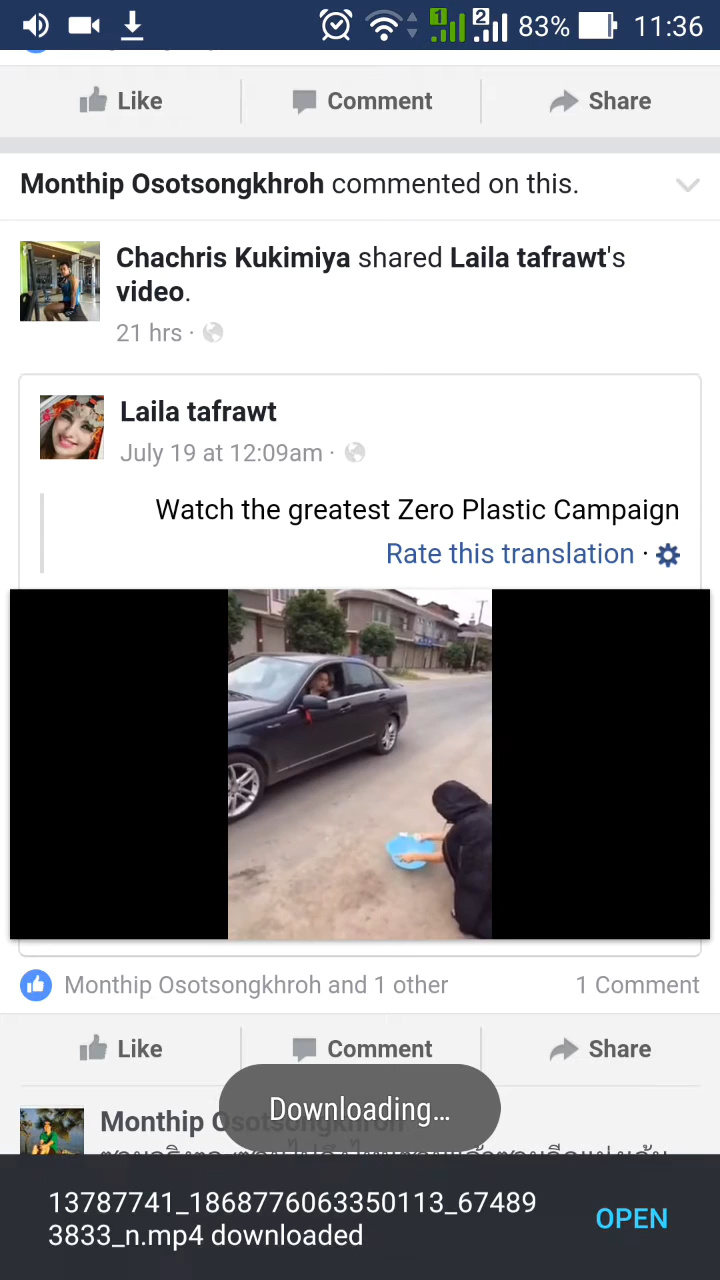 1 2 83% 11:36
Like Comment Share
Monthip Osotsongkhroh commented on this.
Chachris Kukimiya shared Laila tafrawt's
video.
21 hrs ·
Laila tafrawt
July 19 at 12:09am ·
Watch the greatest Zero Plastic Campaign
Rate this translation ·
Monthip Osotsongkhroh and 1 other 1 Comment
Like Comment Share
Monthip Osotsongkhroh
Downloading...
13787741_1868776063350113_67489
3833_n.mp4 downloaded
OPEN